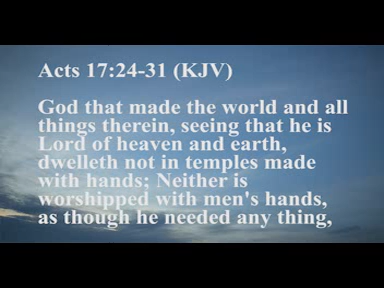 Acts 17:24-31 (KJV)
God that made the world and all
things therein, seeing that he is
Lord of heaven and earth,
dwelleth not in temples made
with hands; Neither is
worshipped with men's hands,
as though he needed any thing,